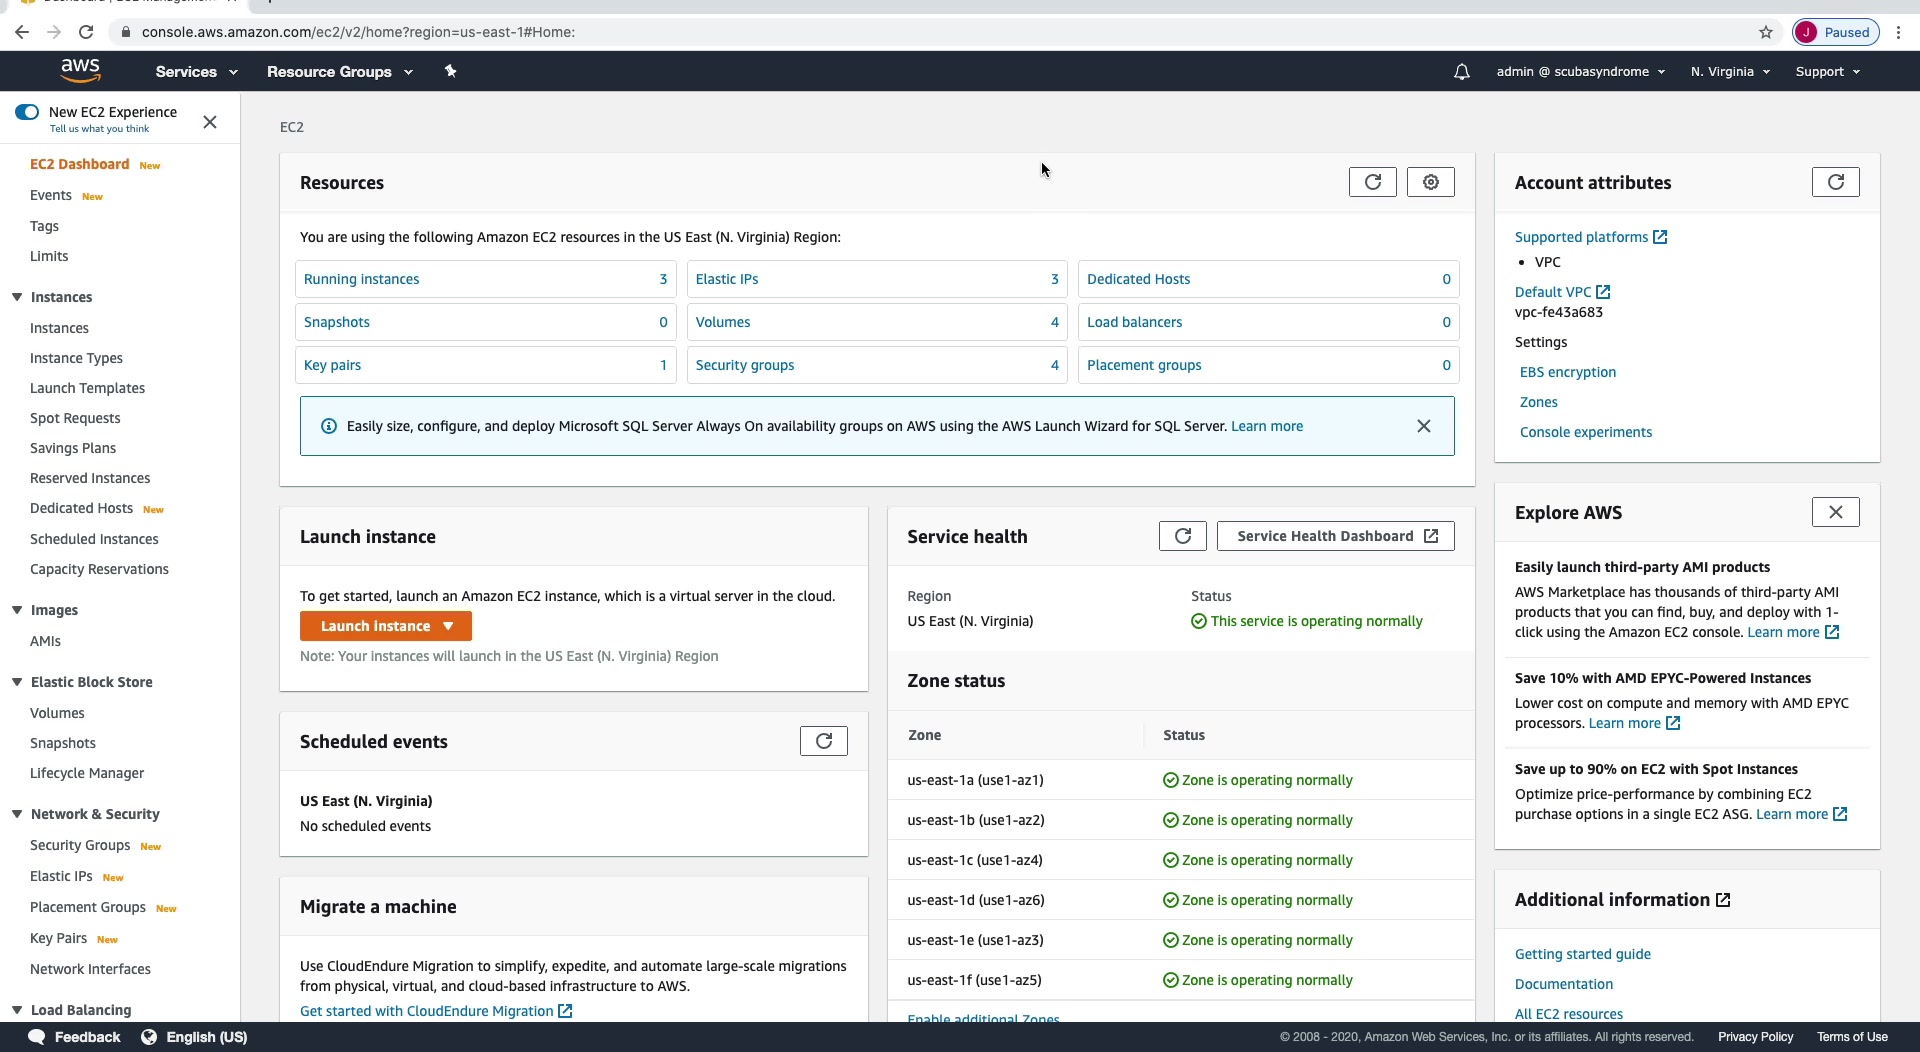 console.aws.amazon.com/ec2/v2/home?region=us-east-1#Home:
J Paused
aws
Services
Resource Groups
admin @ scubasyndrome
N. Virginia
Support
New EC2 Experience
Tell us what you think
EC2 Dashboard New
Events New
Tags
Limits
Instances
Instances
Instance Types
Launch Templates
Spot Requests
Savings Plans
Reserved Instances
Dedicated Hosts New
Scheduled Instances
Capacity Reservations
Images
AMIs
Elastic Block Store
Volumes
Snapshots
Lifecycle Manager
Network & Security
Security Groups New
Elastic IPs New
Placement Groups New
Key Pairs New
Network Interfaces
Load Balancing
EC2
Resources
You are using the following Amazon EC2 resources in the US East (N. Virginia) Region:
Running instances 3
Elastic IPs 3
Dedicated Hosts 0
Snapshots 0
Volumes 4
Load balancers 0
Key pairs 1
Security groups 4
Placement groups 0
Easily size, configure, and deploy Microsoft SQL Server Always On availability groups on AWS using the AWS Launch Wizard for SQL Server. Learn more
Launch instance
To get started, launch an Amazon EC2 instance, which is a virtual server in the cloud.
Launch instance
Note: Your instances will launch in the US East (N. Virginia) Region
Scheduled events
US East (N. Virginia)
No scheduled events
Migrate a machine
Use CloudEndure Migration to simplify, expedite, and automate large-scale migrations
from physical, virtual, and cloud-based infrastructure to AWS.
Get started with CloudEndure Migration
Service health
Service Health Dashboard
Region
Status
US East (N. Virginia)
This service is operating normally
Zone status
Zone Status
us-east-1a (use1-az1) Zone is operating normally
us-east-1b (use1-az2) Zone is operating normally
us-east-1c (use1-az4) Zone is operating normally
us-east-1d (use1-az6) Zone is operating normally
us-east-1e (use1-az3) Zone is operating normally
us-east-1f (use1-az5) Zone is operating normally
Enable additional Zones
Account attributes
Supported platforms
• VPC
Default VPC
vpc-fe43a683
Settings
EBS encryption
Zones
Console experiments
Explore AWS
Easily launch third-party AMI products
AWS Marketplace has thousands of third-party AMI
products that you can find, buy, and deploy with 1-
click using the Amazon EC2 console. Learn more
Save 10% with AMD EPYC-Powered Instances
Lower cost on compute and memory with AMD EPYC
processors. Learn more
Save up to 90% on EC2 with Spot Instances
Optimize price-performance by combining EC2
purchase options in a single EC2 ASG. Learn more
Additional information
Getting started guide
Documentation
All EC2 resources
Feedback
English (US)
© 2008 - 2020, Amazon Web Services, Inc. or its affiliates. All rights reserved.
Privacy Policy
Terms of Use